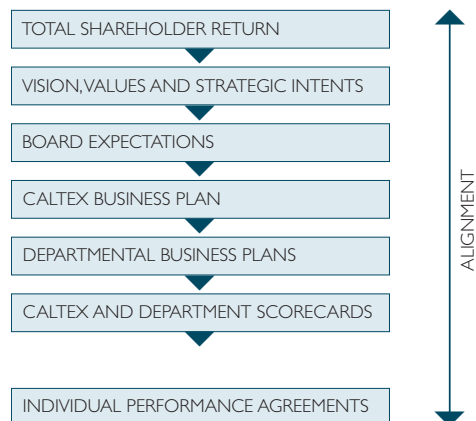 TOTAL SHAREHOLDER RETURN
VISION, VALUES AND STRATEGIC INTENTS
BOARD EXPECTATIONS
CALTEX BUSINESS PLAN
DEPARTMENTAL BUSINESS PLANS
CALTEX AND DEPARTMENT SCORECARDS
INDIVIDUAL PERFORMANCE AGREEMENTS
ALIGNMENT